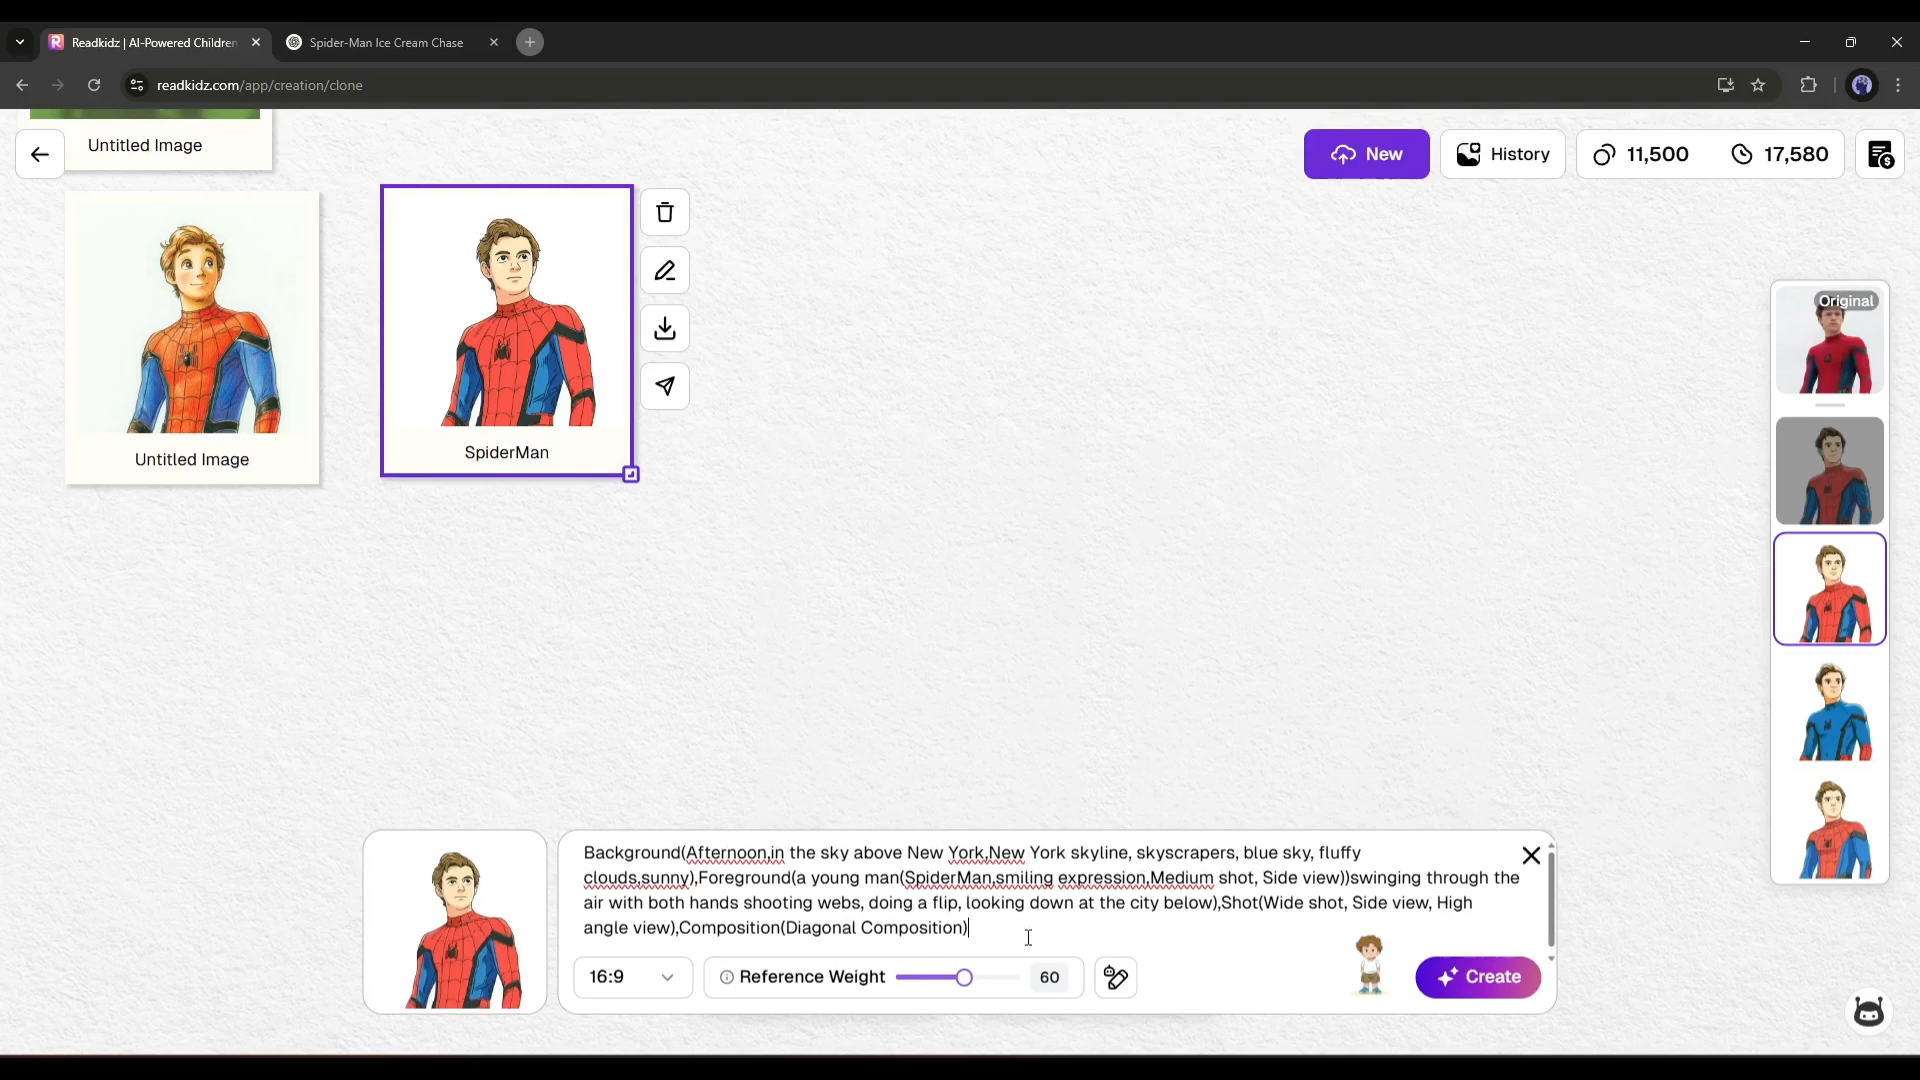 Readkidz | AI-Powered Children
Spider-Man Ice Cream Chase
readkidz.com/app/creation/clone
Untitled Image
New
History
11,500
17,580
Original
Untitled Image
SpiderMan
Background(Afternoon,in the sky above New York,New York skyline, skyscrapers, blue sky, fluffy
clouds,sunny),Foreground(a young man(SpiderMan,smiling expression,Medium shot, Side view))swinging through the
air with both hands shooting webs, doing a flip, looking down at the city below),Shot(Wide shot, Side view, High
angle view),Composition(Diagonal Composition)
16:9
Reference Weight
60
Create